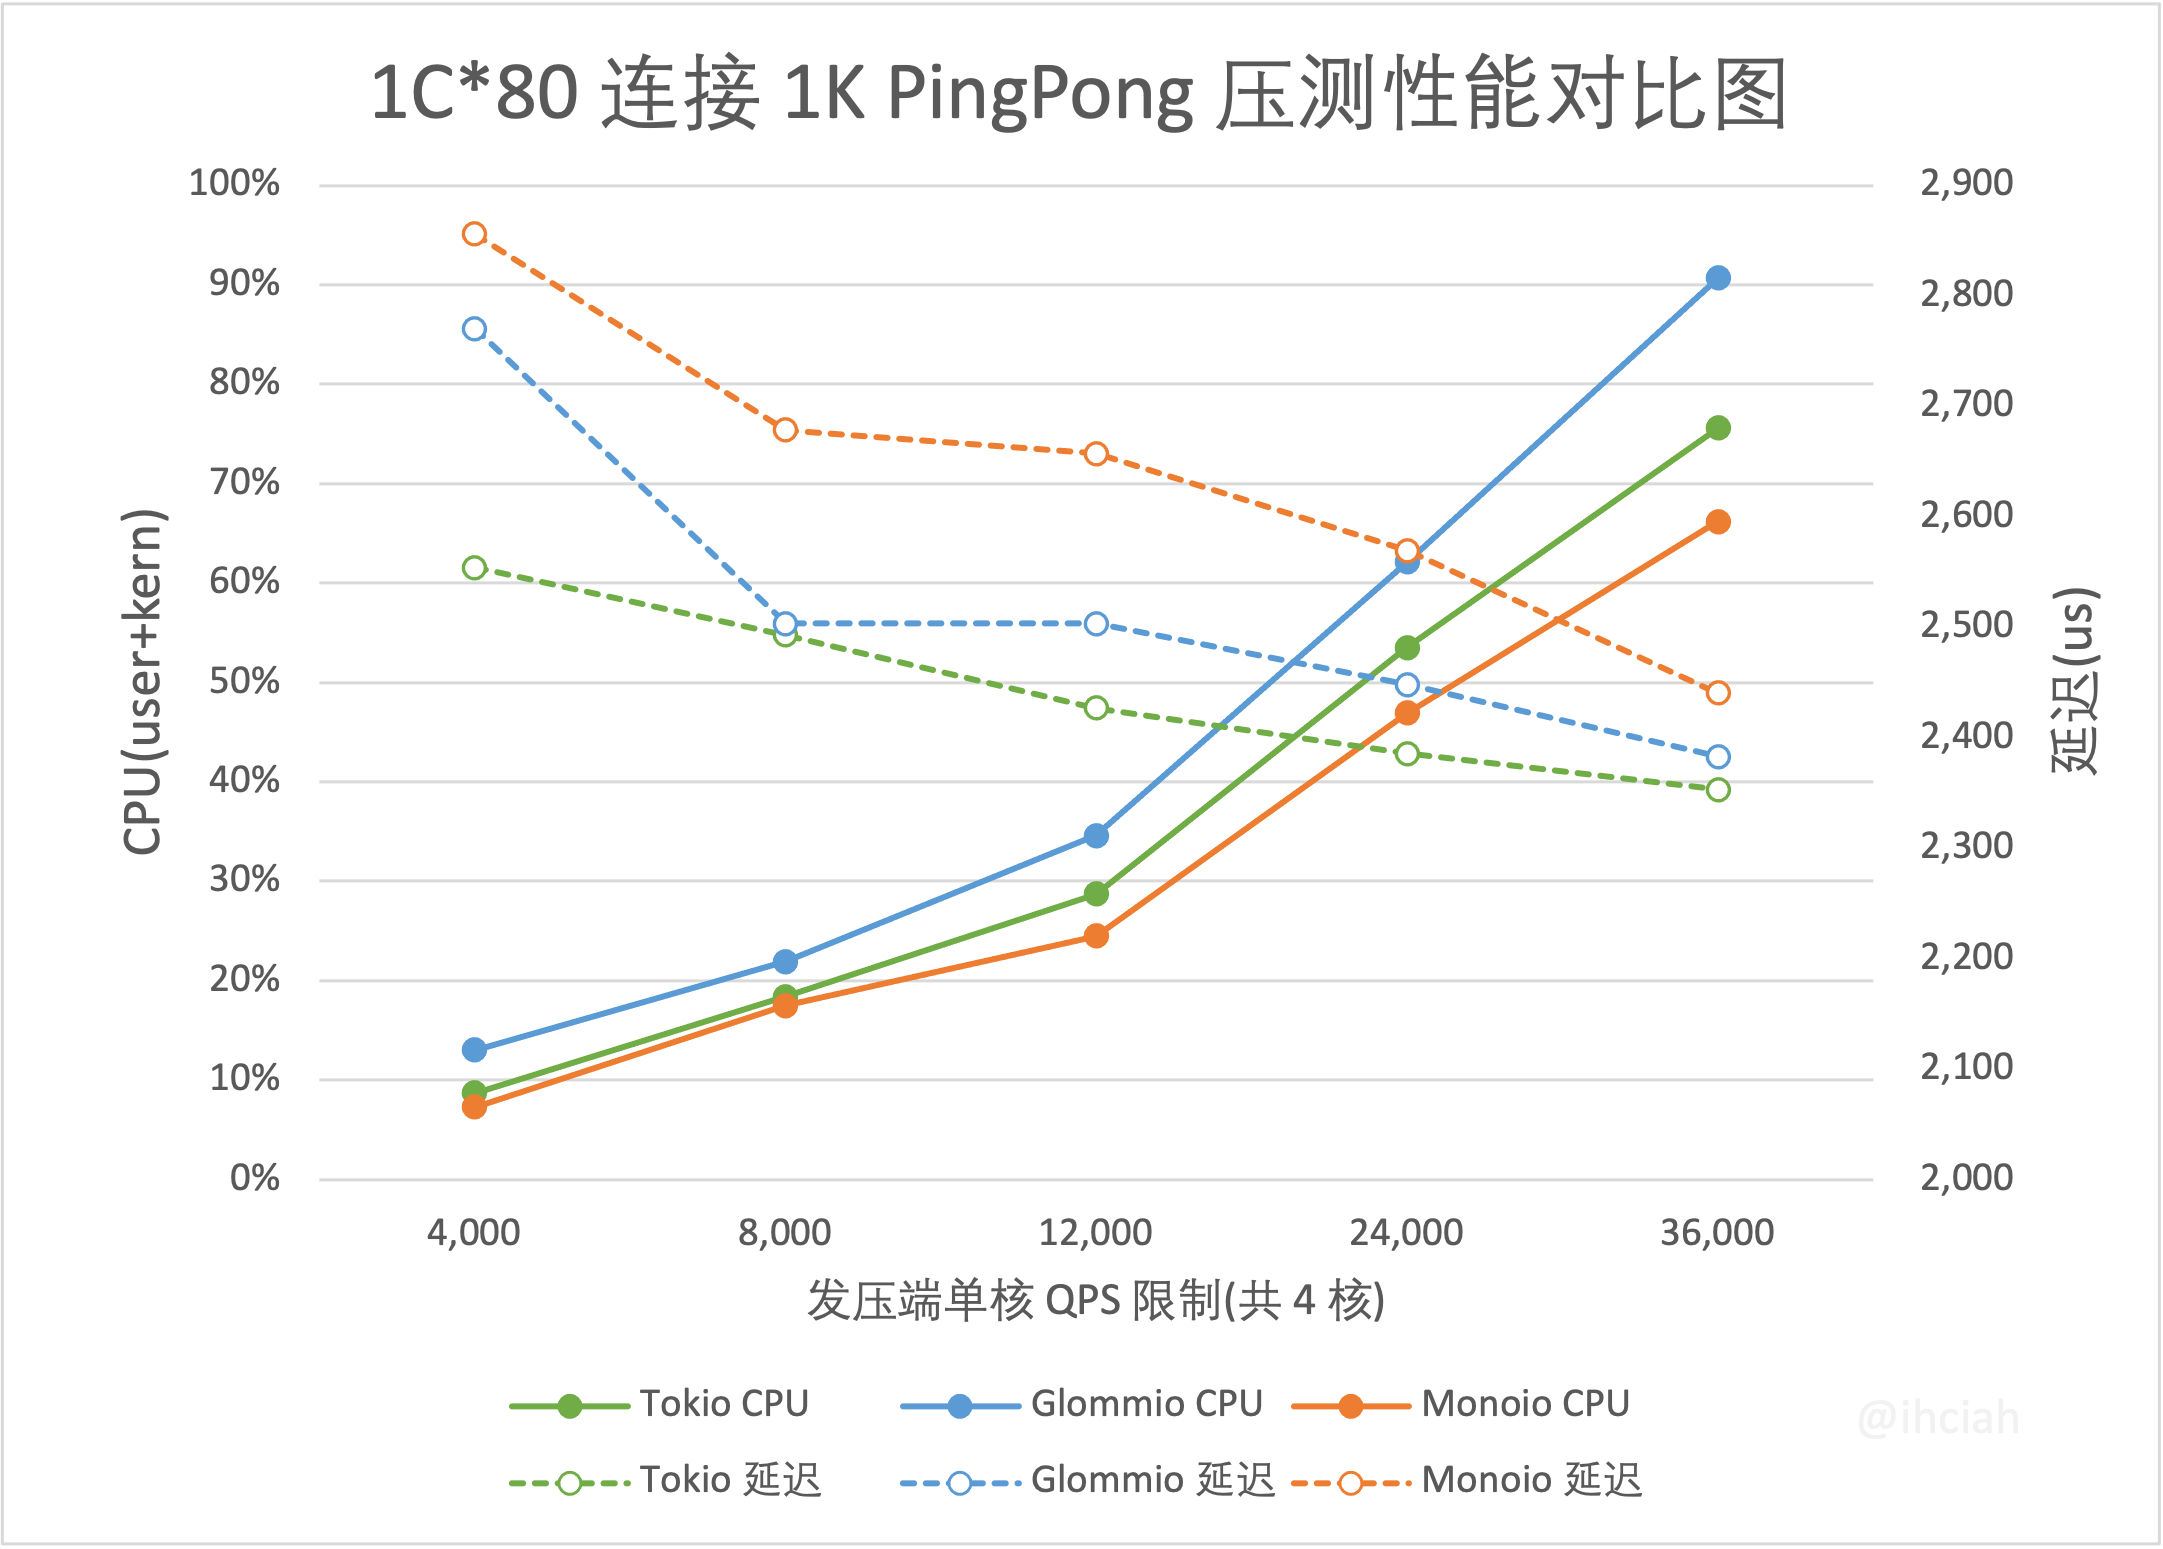 1C*80 连接 1K PingPong 压测性能对比图
100%
90%
80%
70%
60%
50%
40%
30%
20%
10%
0%
CPU(user+kern)
2,900
2,800
2,700
2,600
2,500
2,400
2,300
2,200
2,100
2,000
延迟(us)
4,000 8,000 12,000 24,000 36,000
发压端单核 QPS 限制(共 4 核)
Tokio CPU Glommio CPU Monoio CPU
Tokio 延迟 Glommio 延迟 Monoio 延迟
@ihciah